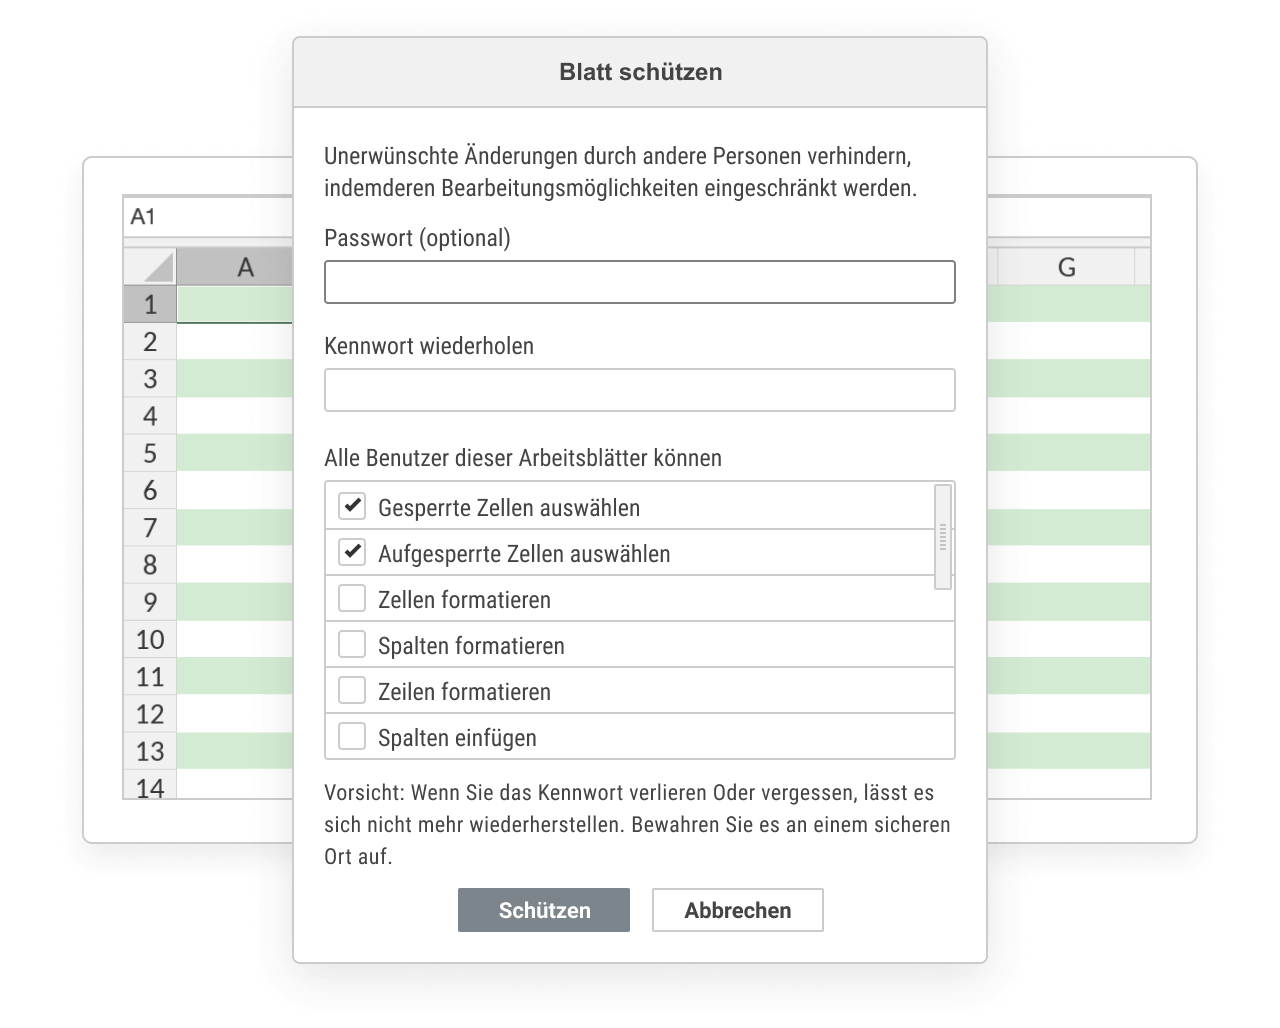 Blatt schützen
Unerwünschte Änderungen durch andere Personen verhindern,
indemderen Bearbeitungsmöglichkeiten eingeschränkt werden.
Passwort (optional)
Kennwort wiederholen
Alle Benutzer dieser Arbeitsblätter können
Gesperrte Zellen auswählen
Aufgesperrte Zellen auswählen
Zellen formatieren
Spalten formatieren
Zeilen formatieren
Spalten einfügen
Vorsicht: Wenn Sie das Kennwort verlieren Oder vergessen, lässt es
sich nicht mehr wiederherstellen. Bewahren Sie es an einem sicheren
Ort auf.
Schützen Abbrechen
A1
A G
1
2
3
4
5
6
7
8
9
10
11
12
13
14